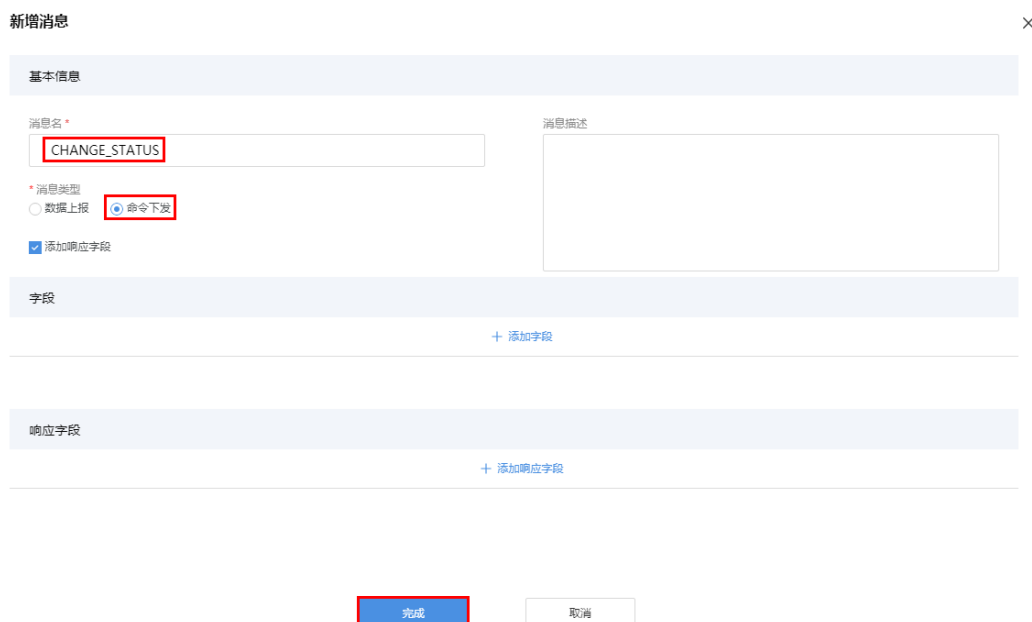 新增消息
基本信息
消息名 *
CHANGE_STATUS
* 消息类型
数据上报 命令下发
添加响应字段
消息描述
字段
+ 添加字段
响应字段
+ 添加响应字段
完成 取消